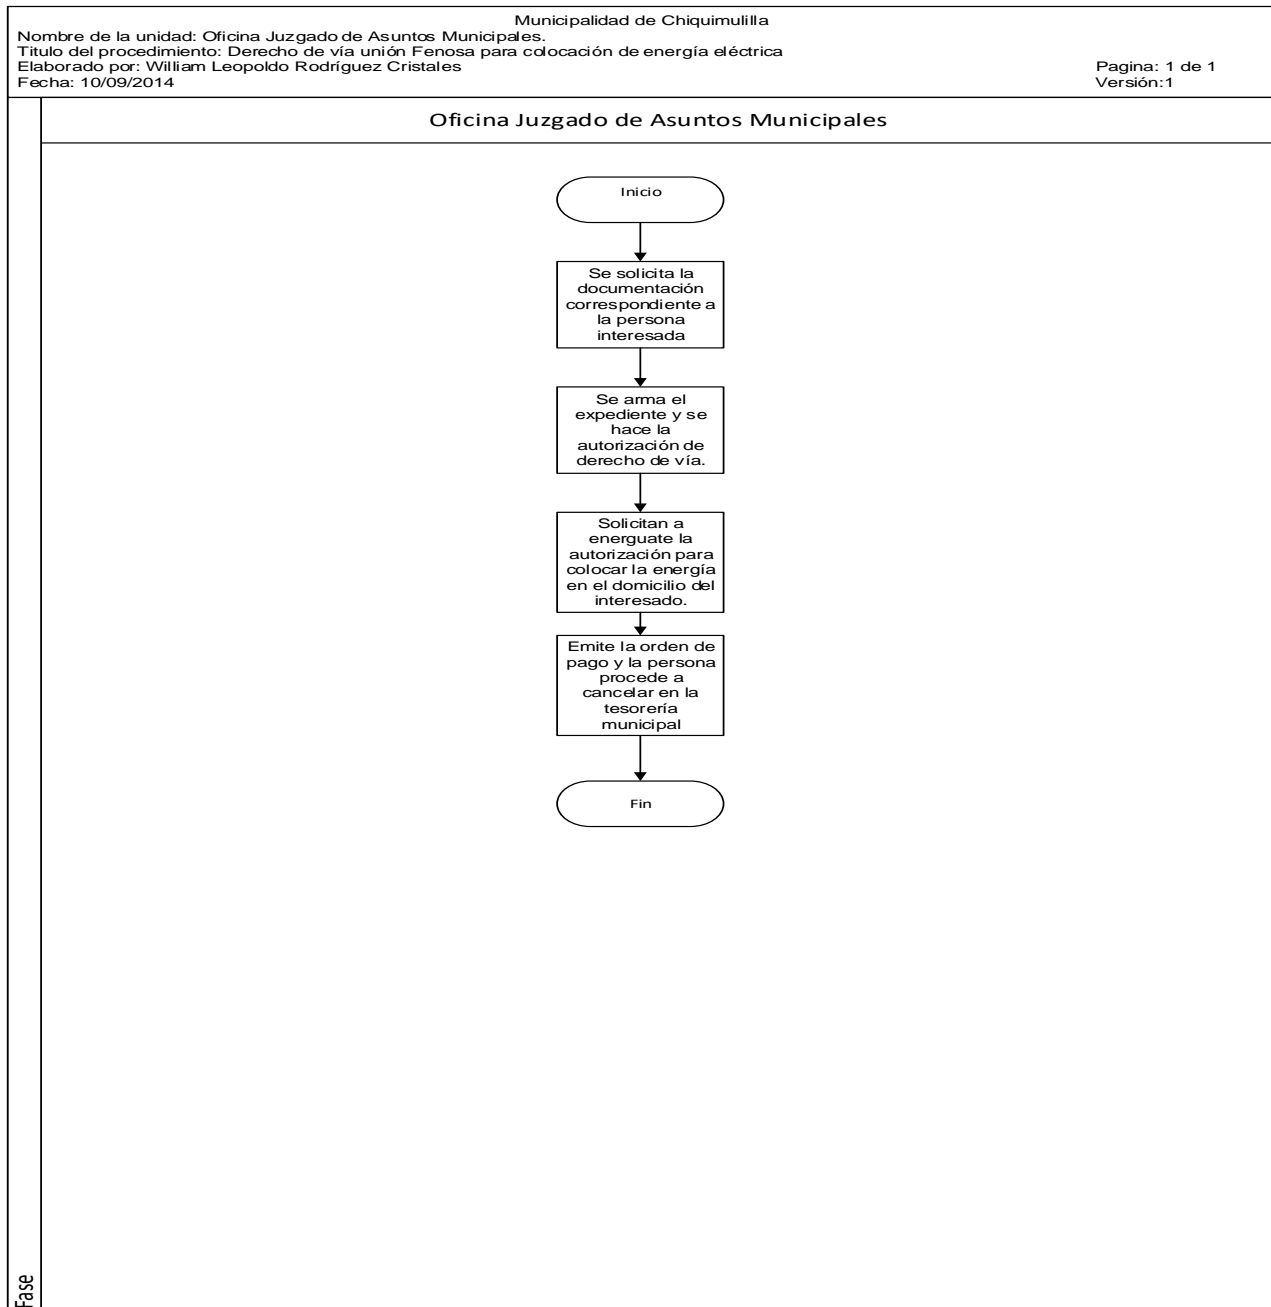 Municipalidad de Chiquimulilla
Nombre de la unidad: Oficina Juzgado de Asuntos Municipales.
Titulo del procedimiento: Derecho de vía unión Fenosa para colocación de energía eléctrica
Elaborado por: William Leopoldo Rodríguez Cristales
Pagina: 1 de 1
Fecha: 10/09/2014
Versión:1
Oficina Juzgado de Asuntos Municipales
Inicio
Se solicita la
documentación
correspondiente a
la persona
interesada
Se arma el
expediente y se
hace la
autorización de
derecho de vía.
Solicitan a
energuate la
autorización para
colocar la energía
en el domicilio del
interesado.
Emite la orden de
pago y la persona
procede a
cancelar en la
tesorería
municipal
Fin
Fase